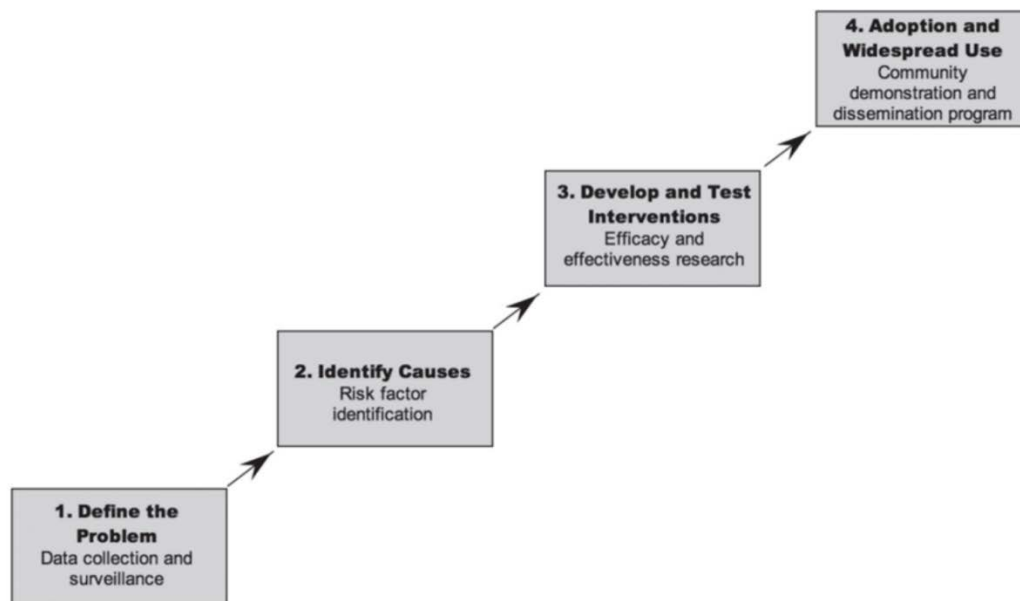 4. Adoption and
Widespread Use
Community
demonstration and
dissemination program
3. Develop and Test
Interventions
Efficacy and
effectiveness research
2. Identify Causes
Risk factor
identification
1. Define the
Problem
Data collection and
surveillance